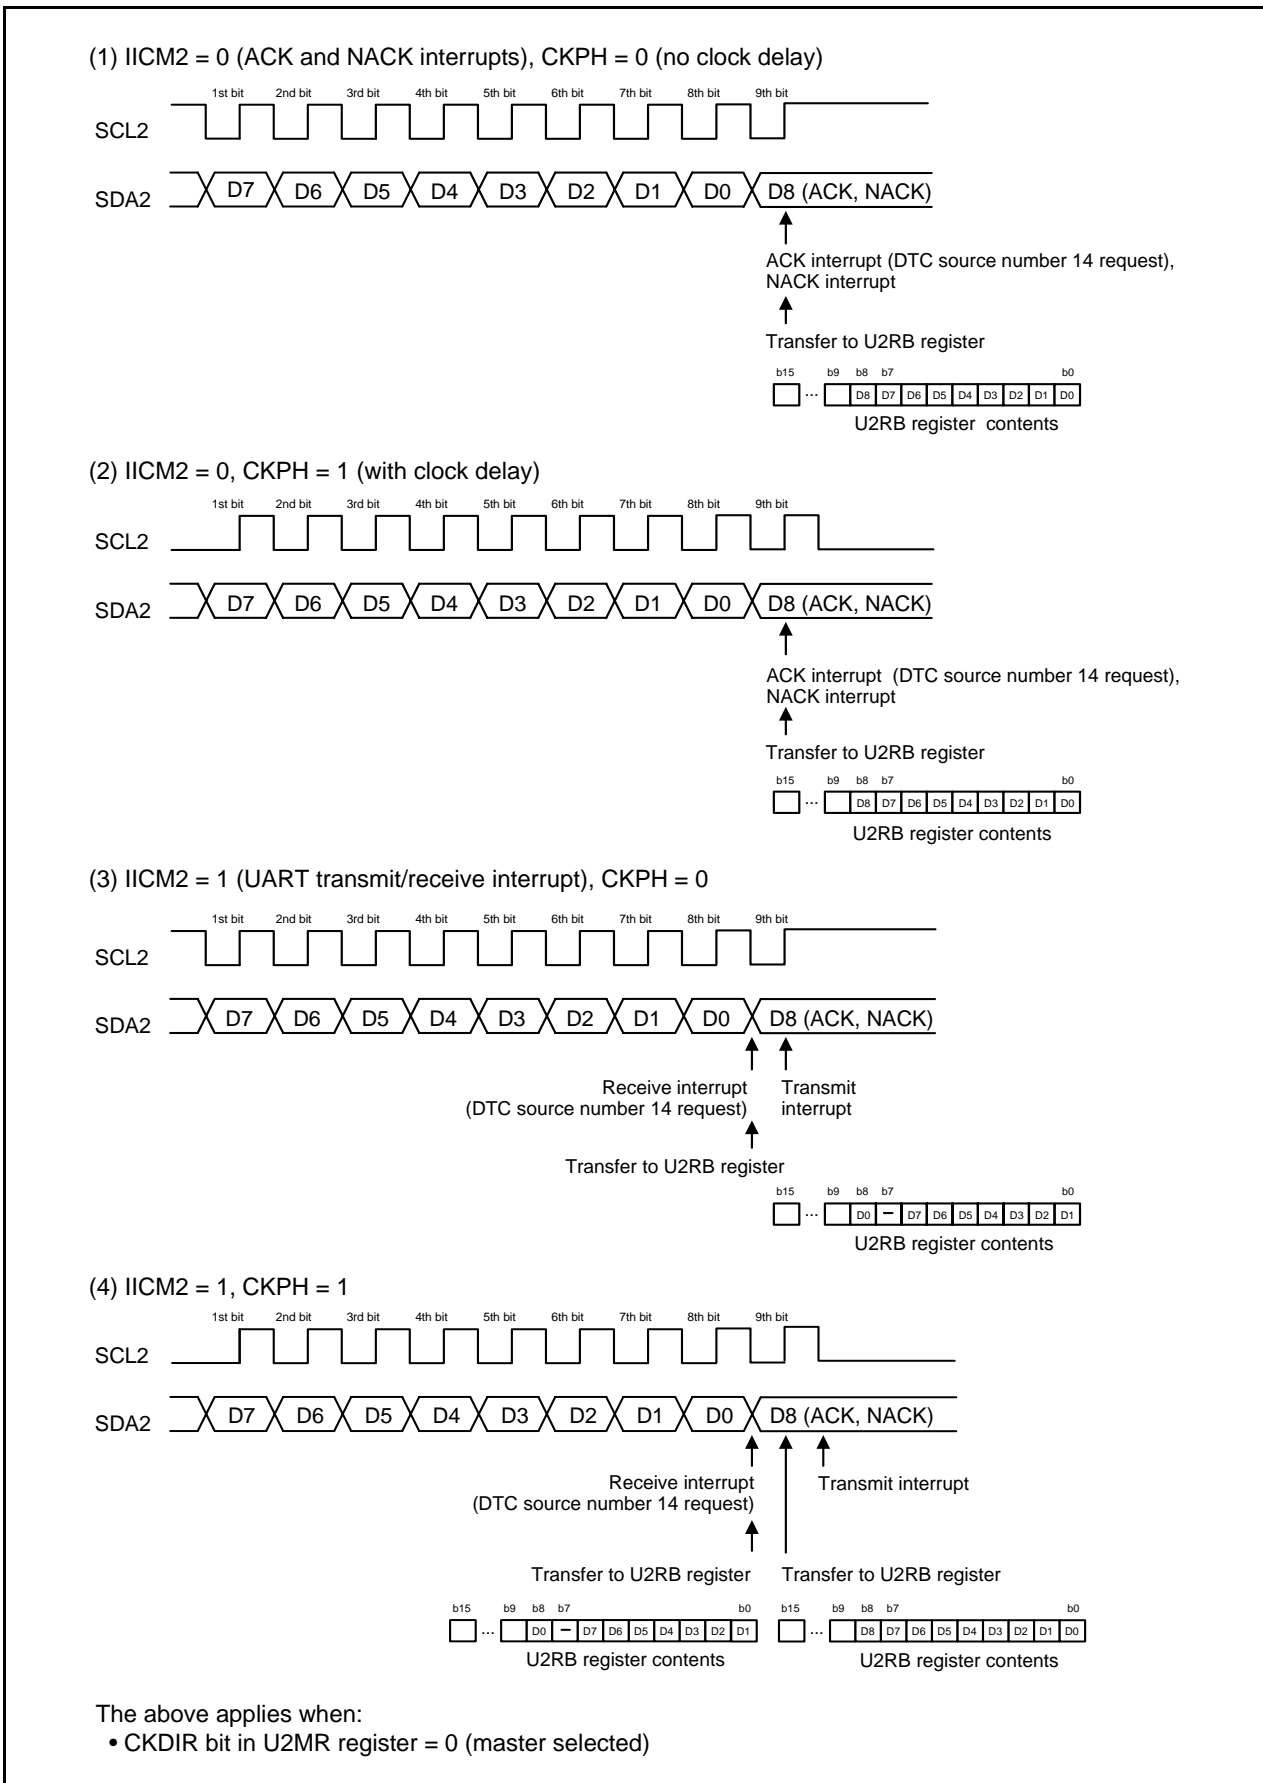 (1) IICM2 = 0 (ACK and NACK interrupts), CKPH = 0 (no clock delay)
1st bit 2nd bit 3rd bit 4th bit 5th bit 6th bit 7th bit 8th bit 9th bit
SCL2
SDA2 D7 D6 D5 D4 D3 D2 D1 D0 D8 (ACK, NACK)
ACK interrupt (DTC source number 14 request),
NACK interrupt
Transfer to U2RB register
b15 b9 b8 b7 b0
... D8 D7 D6 D5 D4 D3 D2 D1 D0
U2RB register contents
(2) IICM2 = 0, CKPH = 1 (with clock delay)
1st bit 2nd bit 3rd bit 4th bit 5th bit 6th bit 7th bit 8th bit 9th bit
SCL2
SDA2 D7 D6 D5 D4 D3 D2 D1 D0 D8 (ACK, NACK)
ACK interrupt (DTC source number 14 request),
NACK interrupt
Transfer to U2RB register
b15 b9 b8 b7 b0
... D8 D7 D6 D5 D4 D3 D2 D1 D0
U2RB register contents
(3) IICM2 = 1 (UART transmit/receive interrupt), CKPH = 0
1st bit 2nd bit 3rd bit 4th bit 5th bit 6th bit 7th bit 8th bit 9th bit
SCL2
SDA2 D7 D6 D5 D4 D3 D2 D1 D0 D8 (ACK, NACK)
Receive interrupt Transmit
(DTC source number 14 request) interrupt
Transfer to U2RB register
b15 b9 b8 b7 b0
... D0 – D7 D6 D5 D4 D3 D2 D1
U2RB register contents
(4) IICM2 = 1, CKPH = 1
1st bit 2nd bit 3rd bit 4th bit 5th bit 6th bit 7th bit 8th bit 9th bit
SCL2
SDA2 D7 D6 D5 D4 D3 D2 D1 D0 D8 (ACK, NACK)
Receive interrupt Transmit interrupt
(DTC source number 14 request)
Transfer to U2RB register Transfer to U2RB register
b15 b9 b8 b7 b0 b15 b9 b8 b7 b0
... D0 – D7 D6 D5 D4 D3 D2 D1 ... D8 D7 D6 D5 D4 D3 D2 D1 D0
U2RB register contents U2RB register contents
The above applies when:
• CKDIR bit in U2MR register = 0 (master selected)